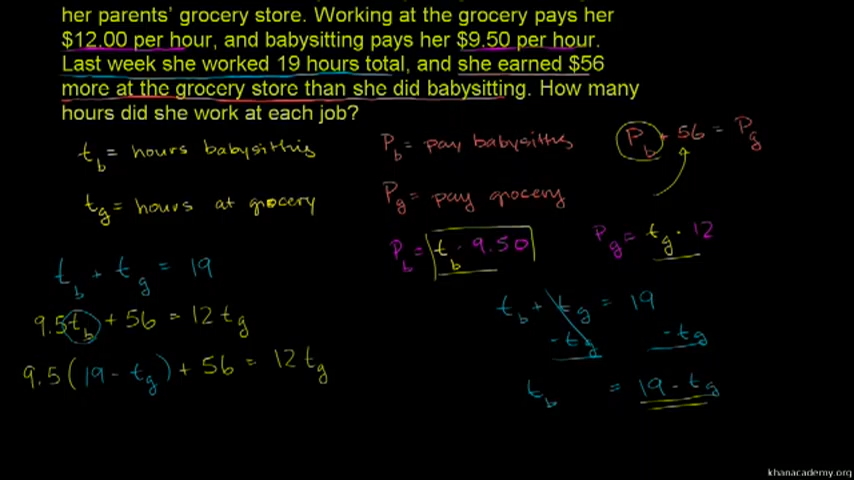 her parents' grocery store. Working at the grocery pays her
$12.00 per hour, and babysitting pays her $9.50 per hour.
Last week she worked 19 hours total, and she earned $56
more at the grocery store than she did babysitting. How many
hours did she work at each job?
t_b = hours babysitting
t_g = hours at grocery
P_b = pay babysitting
P_g = pay grocery
P_b + 56 = P_g
P_b = t_b · 9.50
P_g = t_g · 12
t_b + t_g = 19
9.5t_b + 56 = 12t_g
9.5(19 - t_g) + 56 = 12t_g
t_b + t_g = 19
-t_g -t_g
t_b = 19 - t_g
khanacademy.org